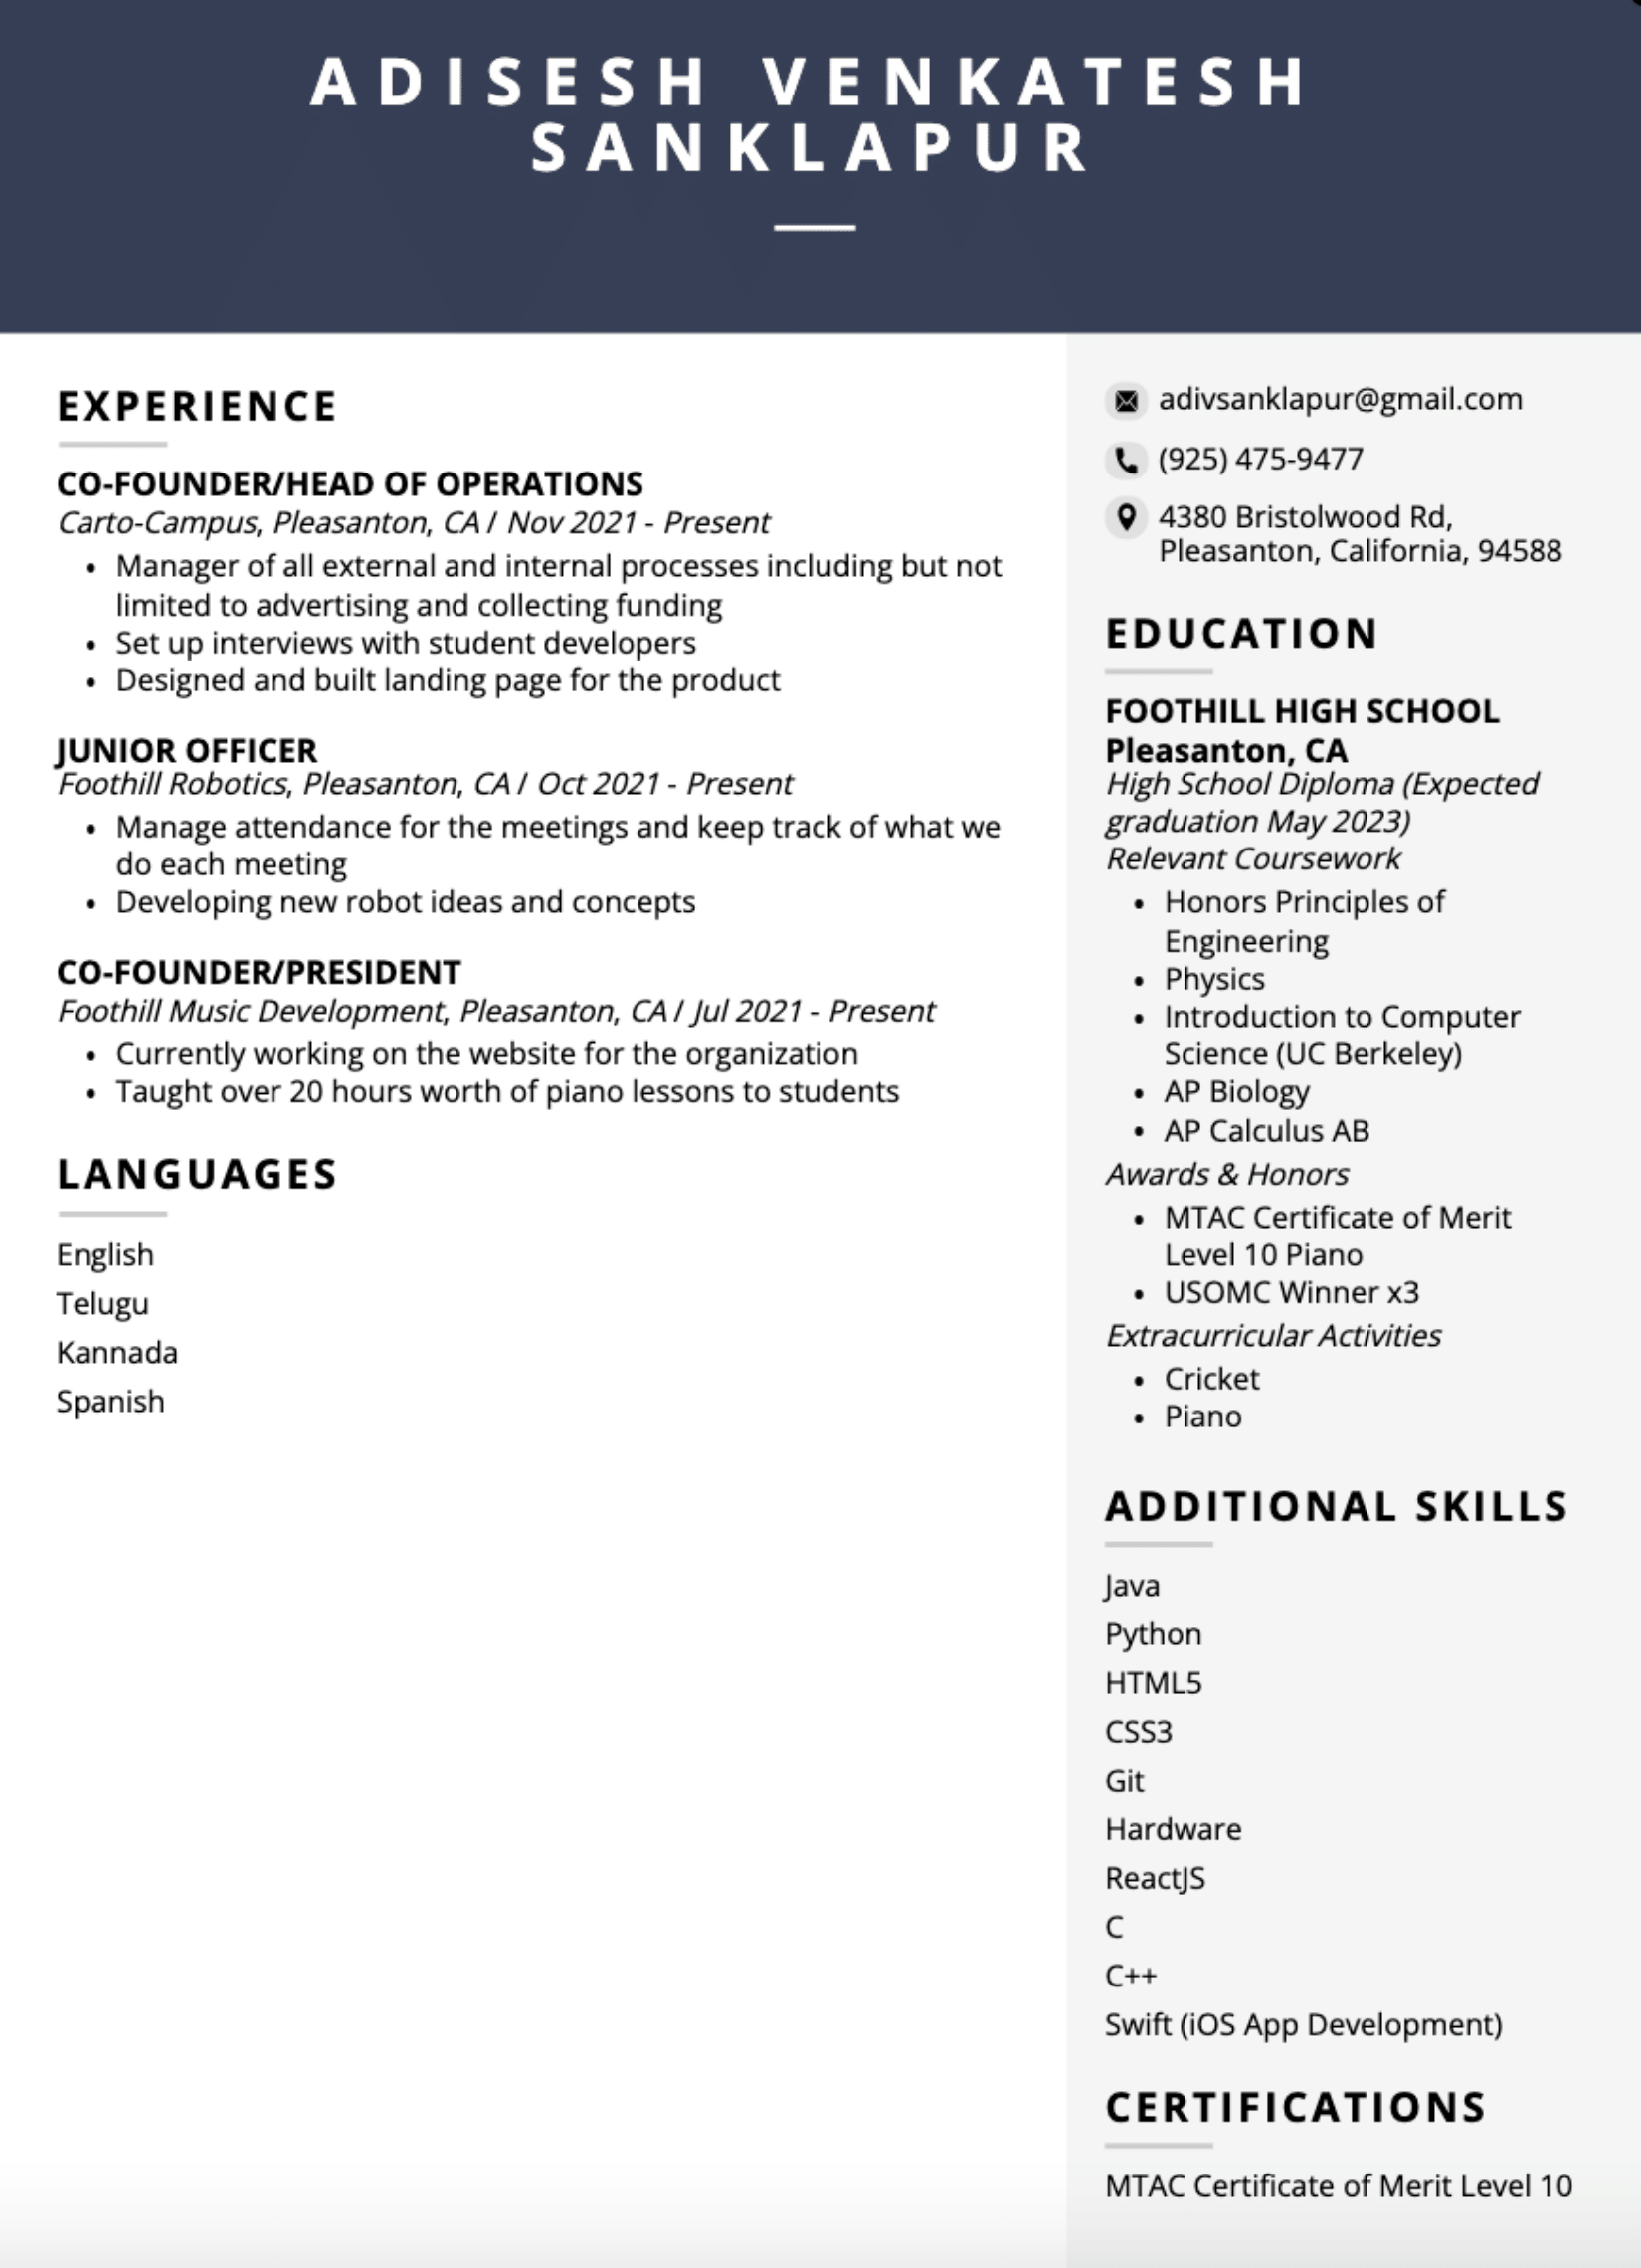 ADISESH VENKATESH
SANKLAPUR
EXPERIENCE
CO-FOUNDER/HEAD OF OPERATIONS
Carto-Campus, Pleasanton, CA / Nov 2021 - Present
• Manager of all external and internal processes including but not
limited to advertising and collecting funding
• Set up interviews with student developers
• Designed and built landing page for the product
JUNIOR OFFICER
Foothill Robotics, Pleasanton, CA / Oct 2021 - Present
• Manage attendance for the meetings and keep track of what we
do each meeting
• Developing new robot ideas and concepts
CO-FOUNDER/PRESIDENT
Foothill Music Development, Pleasanton, CA / Jul 2021 - Present
• Currently working on the website for the organization
• Taught over 20 hours worth of piano lessons to students
LANGUAGES
English
Telugu
Kannada
Spanish
adivsanklapur@gmail.com
(925) 475-9477
4380 Bristolwood Rd,
Pleasanton, California, 94588
EDUCATION
FOOTHILL HIGH SCHOOL
Pleasanton, CA
High School Diploma (Expected
graduation May 2023)
Relevant Coursework
• Honors Principles of
Engineering
• Physics
• Introduction to Computer
Science (UC Berkeley)
• AP Biology
• AP Calculus AB
Awards & Honors
• MTAC Certificate of Merit
Level 10 Piano
• USOMC Winner x3
Extracurricular Activities
• Cricket
• Piano
ADDITIONAL SKILLS
Java
Python
HTML5
CSS3
Git
Hardware
ReactJS
C
C++
Swift (iOS App Development)
CERTIFICATIONS
MTAC Certificate of Merit Level 10